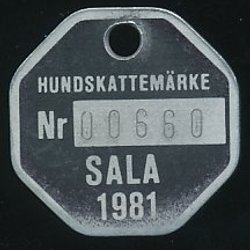 HUNDSKATTEMÄRKE
Nr 00660
SALA
1981